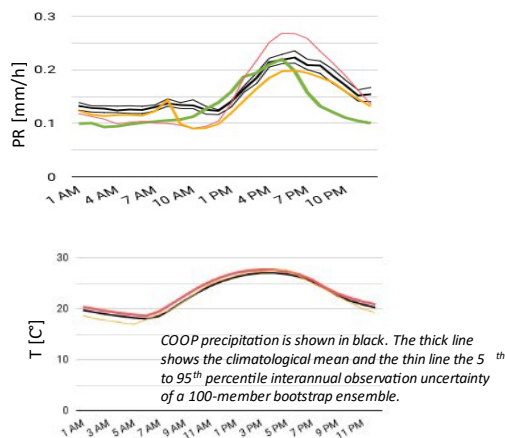 0.3
0.2
PR [mm/h]
0.1
0
1 AM 4 AM 7 AM 10 AM 1 PM 4 PM 7 PM 10 PM
30
20
T [C°]
10
COOP precipitation is shown in black. The thick line
shows the climatological mean and the thin line the 5 th
to 95th percentile interannual observation uncertainty
of a 100-member bootstrap ensemble.
0
1 AM 3 AM 5 AM 7 AM 9 AM 11 AM 1 PM 3 PM 5 PM 7 PM 9 PM 11 PM